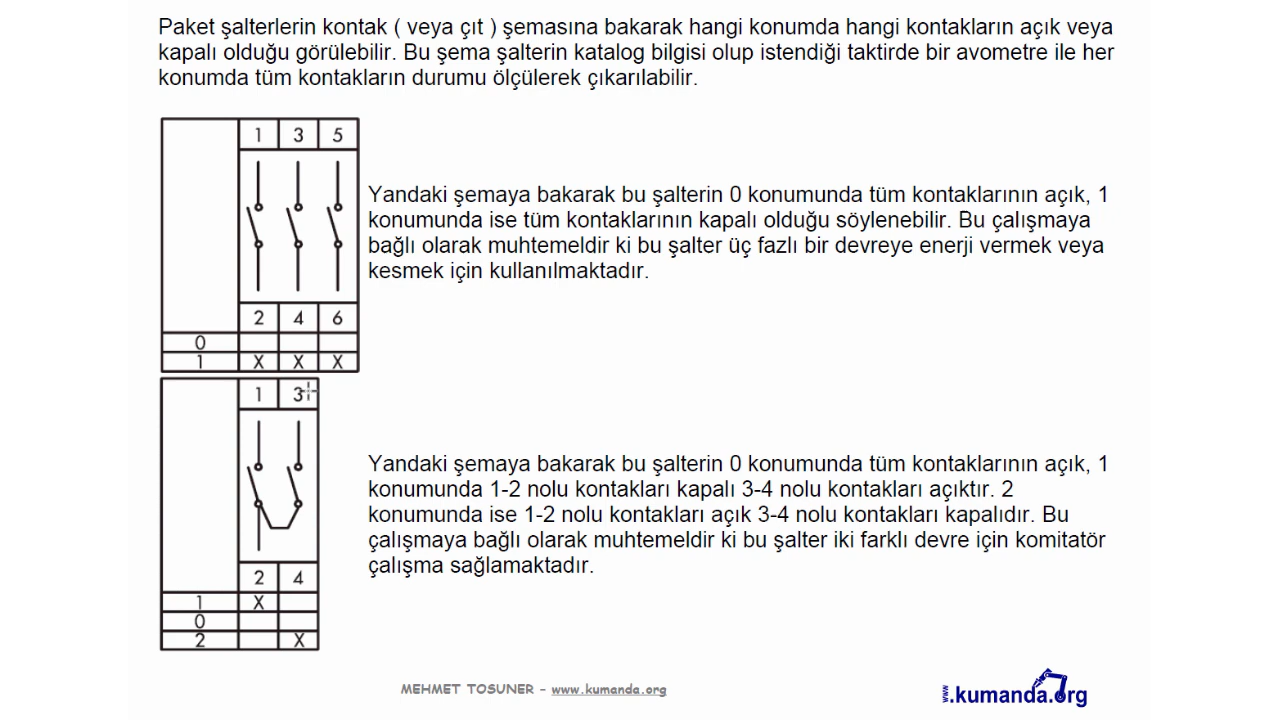 Paket şalterlerin kontak ( veya çıt ) şemasına bakarak hangi konumda hangi kontakların açık veya
kapalı olduğu görülebilir. Bu şema şalterin katalog bilgisi olup istendiği taktirde bir avometre ile her
konumda tüm kontakların durumu ölçülerek çıkarılabilir.
1 3 5
2 4 6
0
1 X X X
Yandaki şemaya bakarak bu şalterin 0 konumunda tüm kontaklarının açık, 1
konumunda ise tüm kontaklarının kapalı olduğu söylenebilir. Bu çalışmaya
bağlı olarak muhtemeldir ki bu şalter üç fazlı bir devreye enerji vermek veya
kesmek için kullanılmaktadır.
1 3
2 4
1 X
0
2 X
Yandaki şemaya bakarak bu şalterin 0 konumunda tüm kontaklarının açık, 1
konumunda 1-2 nolu kontakları kapalı 3-4 nolu kontakları açıktır. 2
konumunda ise 1-2 nolu kontakları açık 3-4 nolu kontakları kapalıdır. Bu
çalışmaya bağlı olarak muhtemeldir ki bu şalter iki farklı devre için komitatör
çalışma sağlamaktadır.
MEHMET TOSUNER - www.kumanda.org
www.kumanda.org